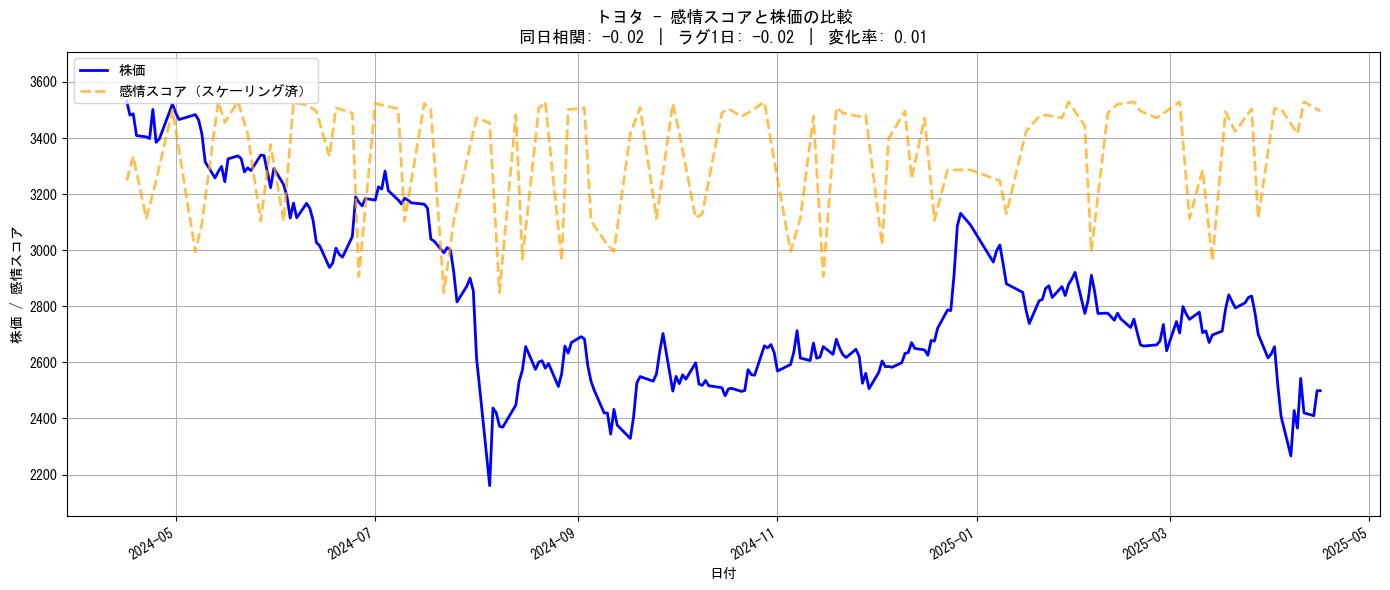 トヨタ - 感情スコアと株価の比較
同日相関: -0.02 | ラグ1日: -0.02 | 変化率: 0.01
株価
感情スコア（スケーリング済）
株価 / 感情スコア
3600
3400
3200
3000
2800
2600
2400
2200
2024-05
2024-07
2024-09
2024-11
2025-01
2025-03
2025-05
日付